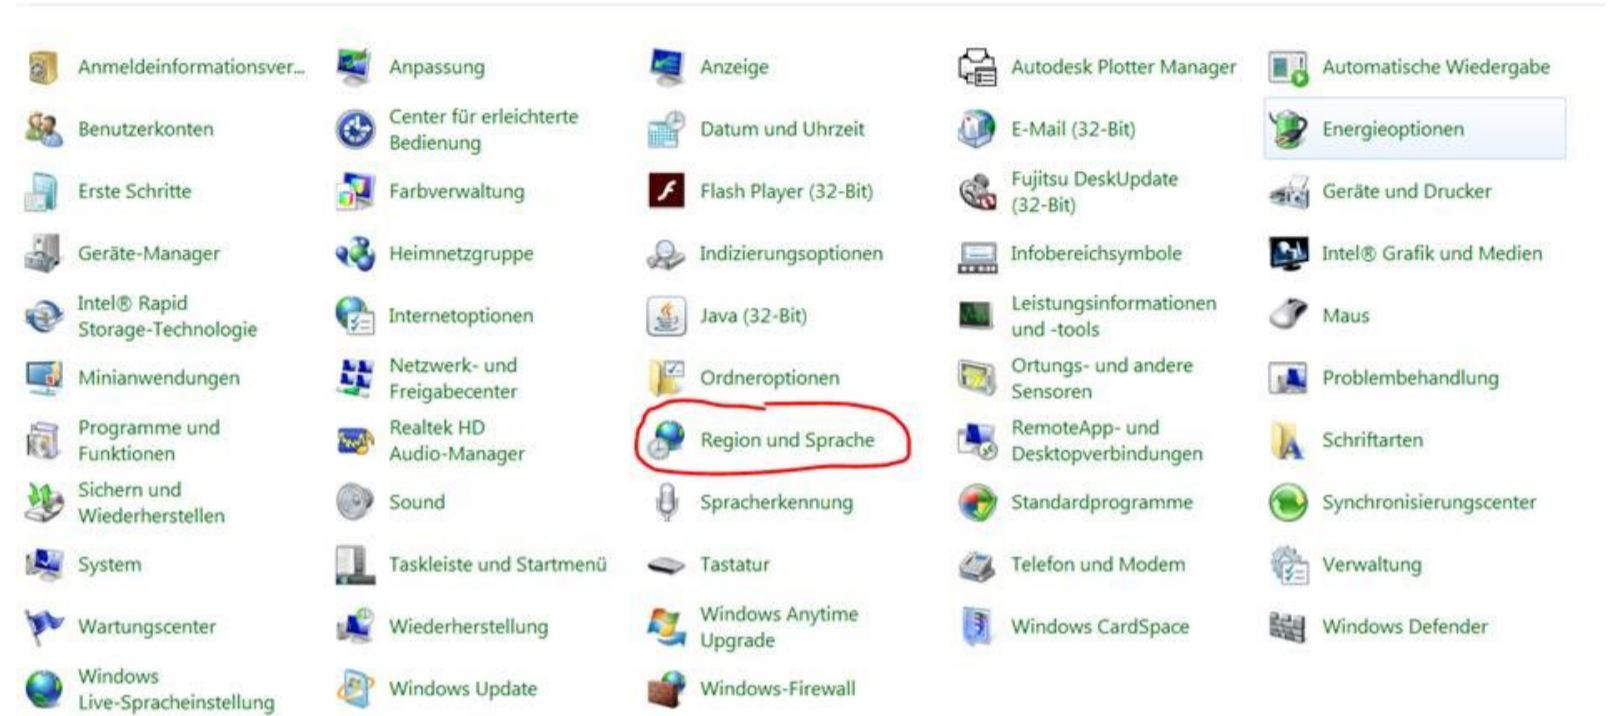 Anmeldeinformationsver...
Anpassung
Anzeige
Autodesk Plotter Manager
Automatische Wiedergabe
Benutzerkonten
Center für erleichterte
Bedienung
Datum und Uhrzeit
E-Mail (32-Bit)
Energieoptionen
Erste Schritte
Farbverwaltung
Flash Player (32-Bit)
Fujitsu DeskUpdate
(32-Bit)
Geräte und Drucker
Geräte-Manager
Heimnetzgruppe
Indizierungsoptionen
Infobereichsymbole
Intel® Grafik und Medien
Intel® Rapid
Storage-Technologie
Internetoptionen
Java (32-Bit)
Leistungsinformationen
und -tools
Maus
Minianwendungen
Netzwerk- und
Freigabecenter
Ordneroptionen
Ortungs- und andere
Sensoren
Problembehandlung
Programme und
Funktionen
Realtek HD
Audio-Manager
Region und Sprache
RemoteApp- und
Desktopverbindungen
Schriftarten
Sichern und
Wiederherstellen
Sound
Spracherkennung
Standardprogramme
Synchronisierungscenter
System
Taskleiste und Startmenü
Tastatur
Telefon und Modem
Verwaltung
Wartungscenter
Wiederherstellung
Windows Anytime
Upgrade
Windows CardSpace
Windows Defender
Windows
Live-Spracheinstellung
Windows Update
Windows-Firewall